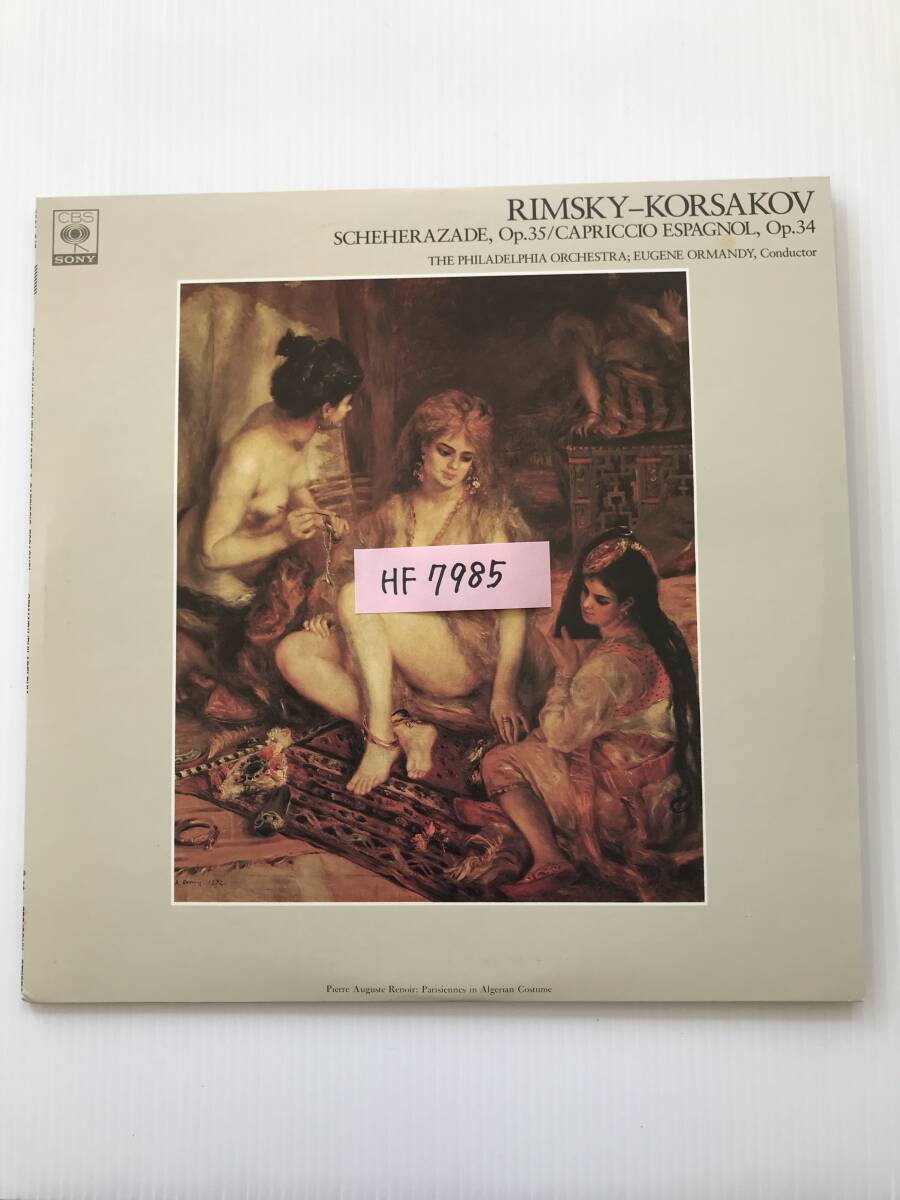 CBS
SONY
RIMSKY–KORSAKOV
SCHEHERAZADE, Op.35/CAPRICCIO ESPAGNOL, Op.34
THE PHILADELPHIA ORCHESTRA; EUGENE ORMANDY, Conductor
HF 7985
Pierre Auguste Renoir: Parisiennes in Algerian Costume